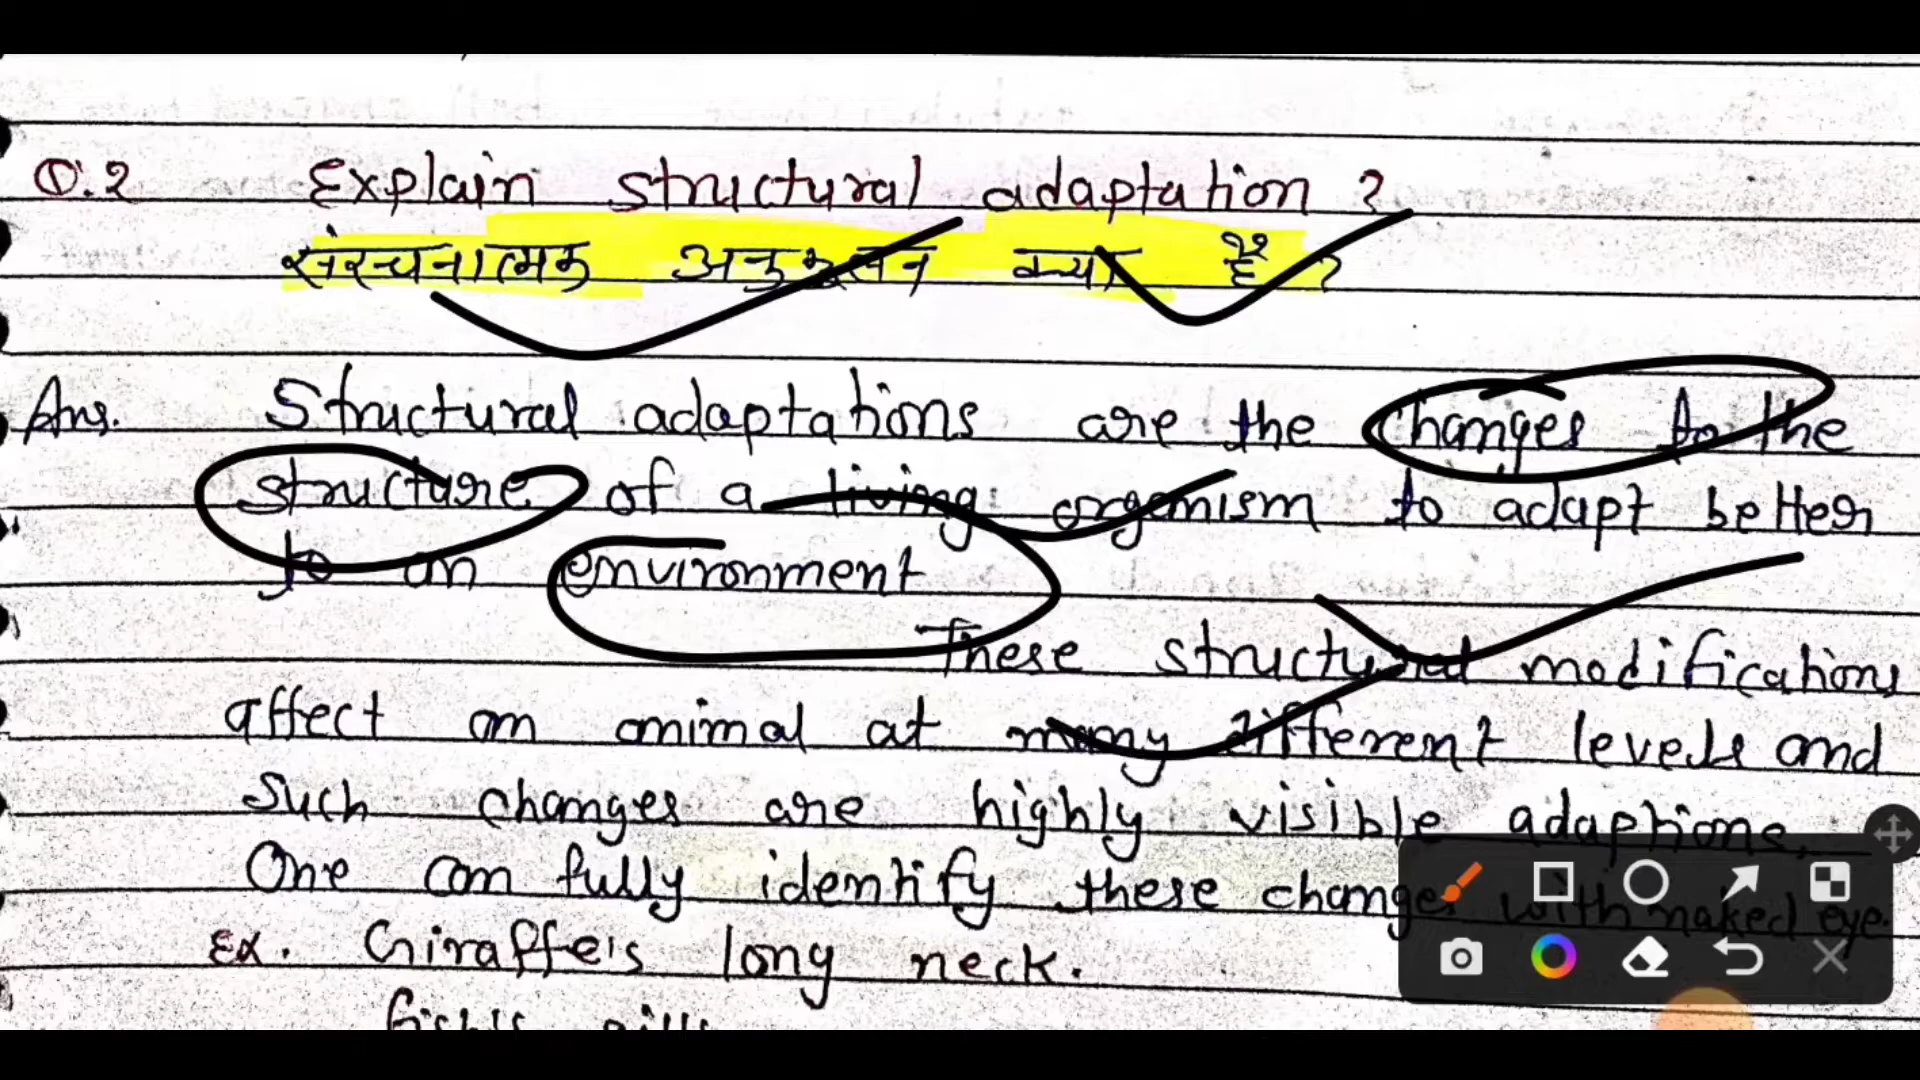 Q.2 Explain structural adaptation ?
संरचनात्मक अनुकूलन क्या है ?
Ans. Structural adaptations are the changes to the
structure of a living organism to adapt better
to an environment
These structural modifications
affect an animal at many different levels and
such changes are highly visible adaptions.
One can fully identify these changes with naked eye.
Ex. Giraffe's long neck.